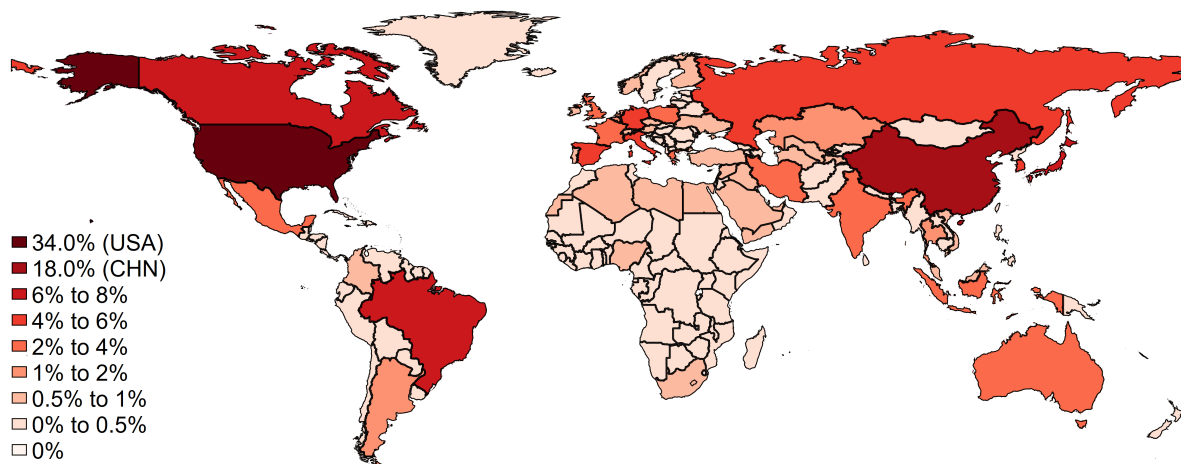 34.0% (USA)
18.0% (CHN)
6% to 8%
4% to 6%
2% to 4%
1% to 2%
0.5% to 1%
0% to 0.5%
0%